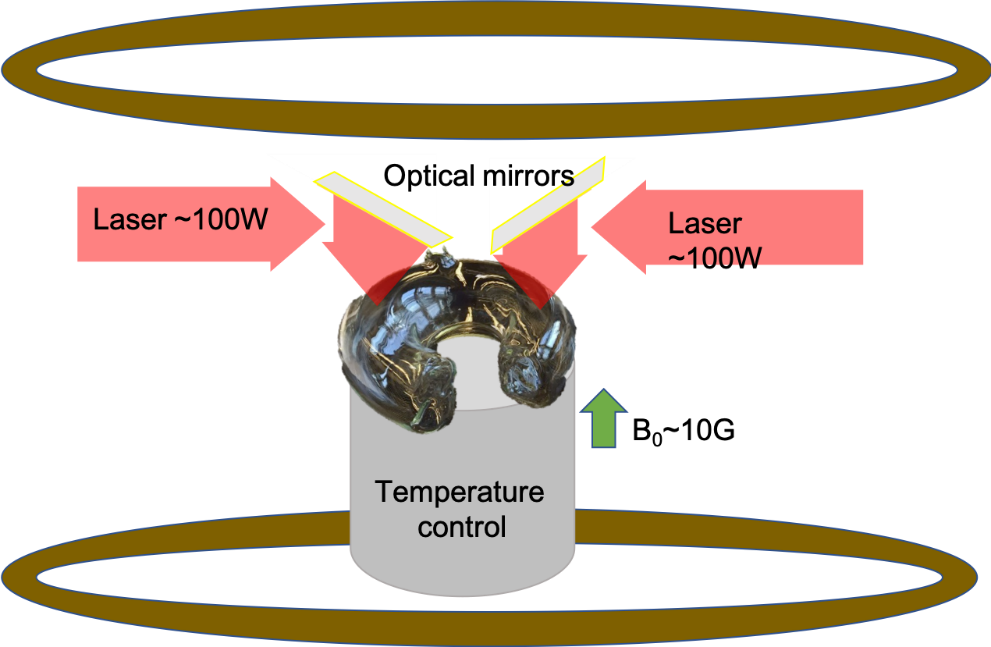 Optical mirrors
Laser ~100W
Laser
~100W
B₀~10G
Temperature
control